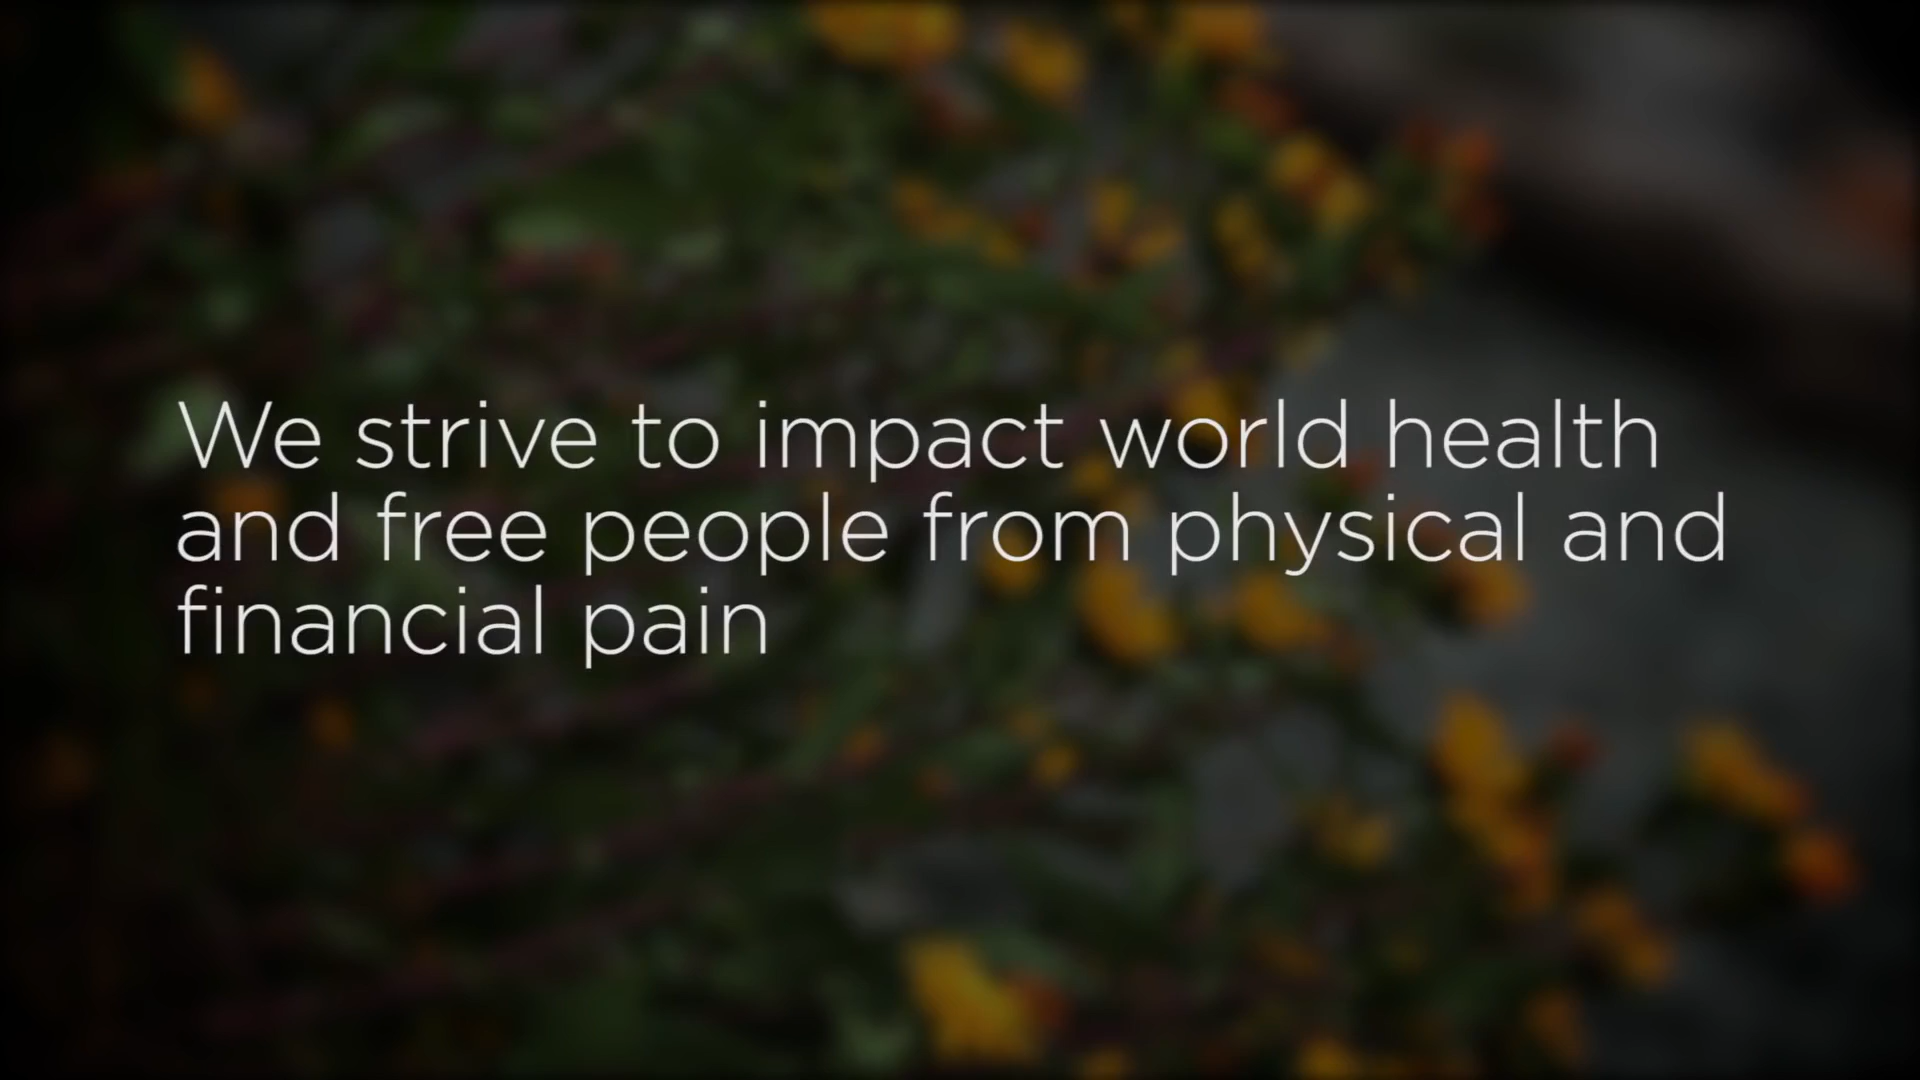 We strive to impact world health
and free people from physical and
financial pain